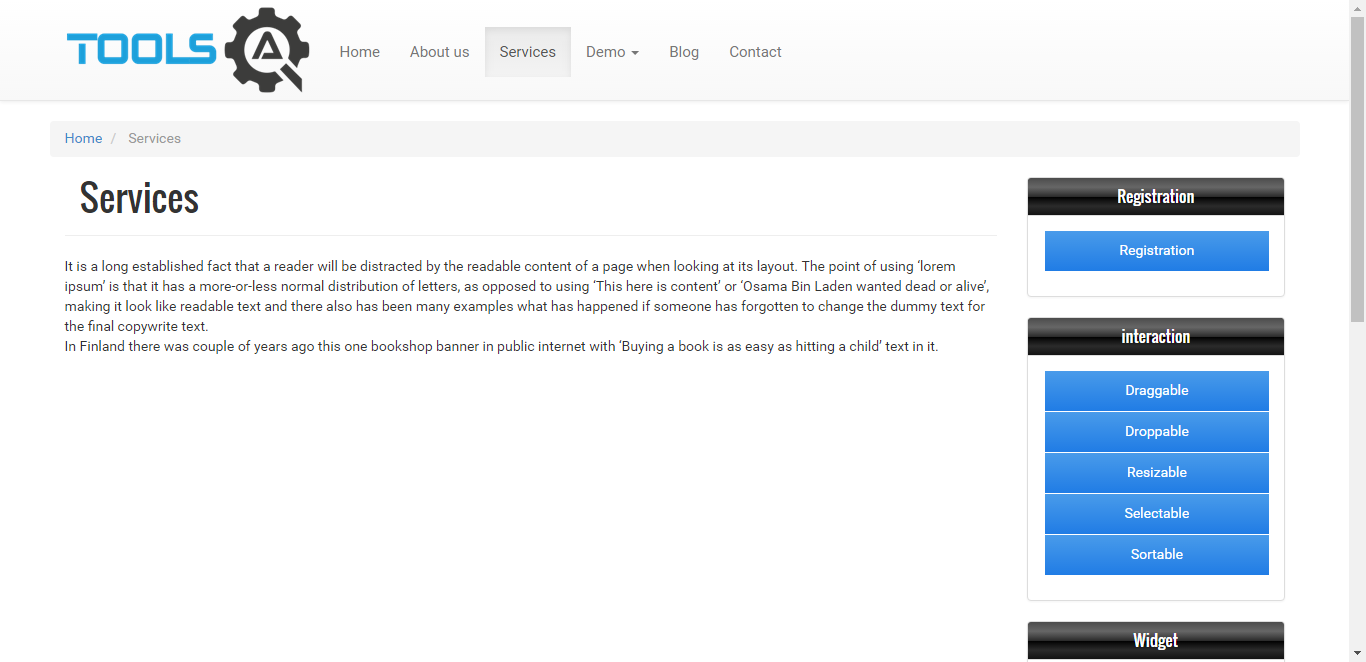 TOOLS QA
Home
About us
Services
Demo
Blog
Contact
Home / Services
Services
It is a long established fact that a reader will be distracted by the readable content of a page when looking at its layout. The point of using ‘lorem
ipsum’ is that it has a more-or-less normal distribution of letters, as opposed to using ‘This here is content’ or ‘Osama Bin Laden wanted dead or alive’,
making it look like readable text and there also has been many examples what has happened if someone has forgotten to change the dummy text for
the final copywrite text.
In Finland there was couple of years ago this one bookshop banner in public internet with ‘Buying a book is as easy as hitting a child’ text in it.
Registration
Registration
interaction
Draggable
Droppable
Resizable
Selectable
Sortable
Widget